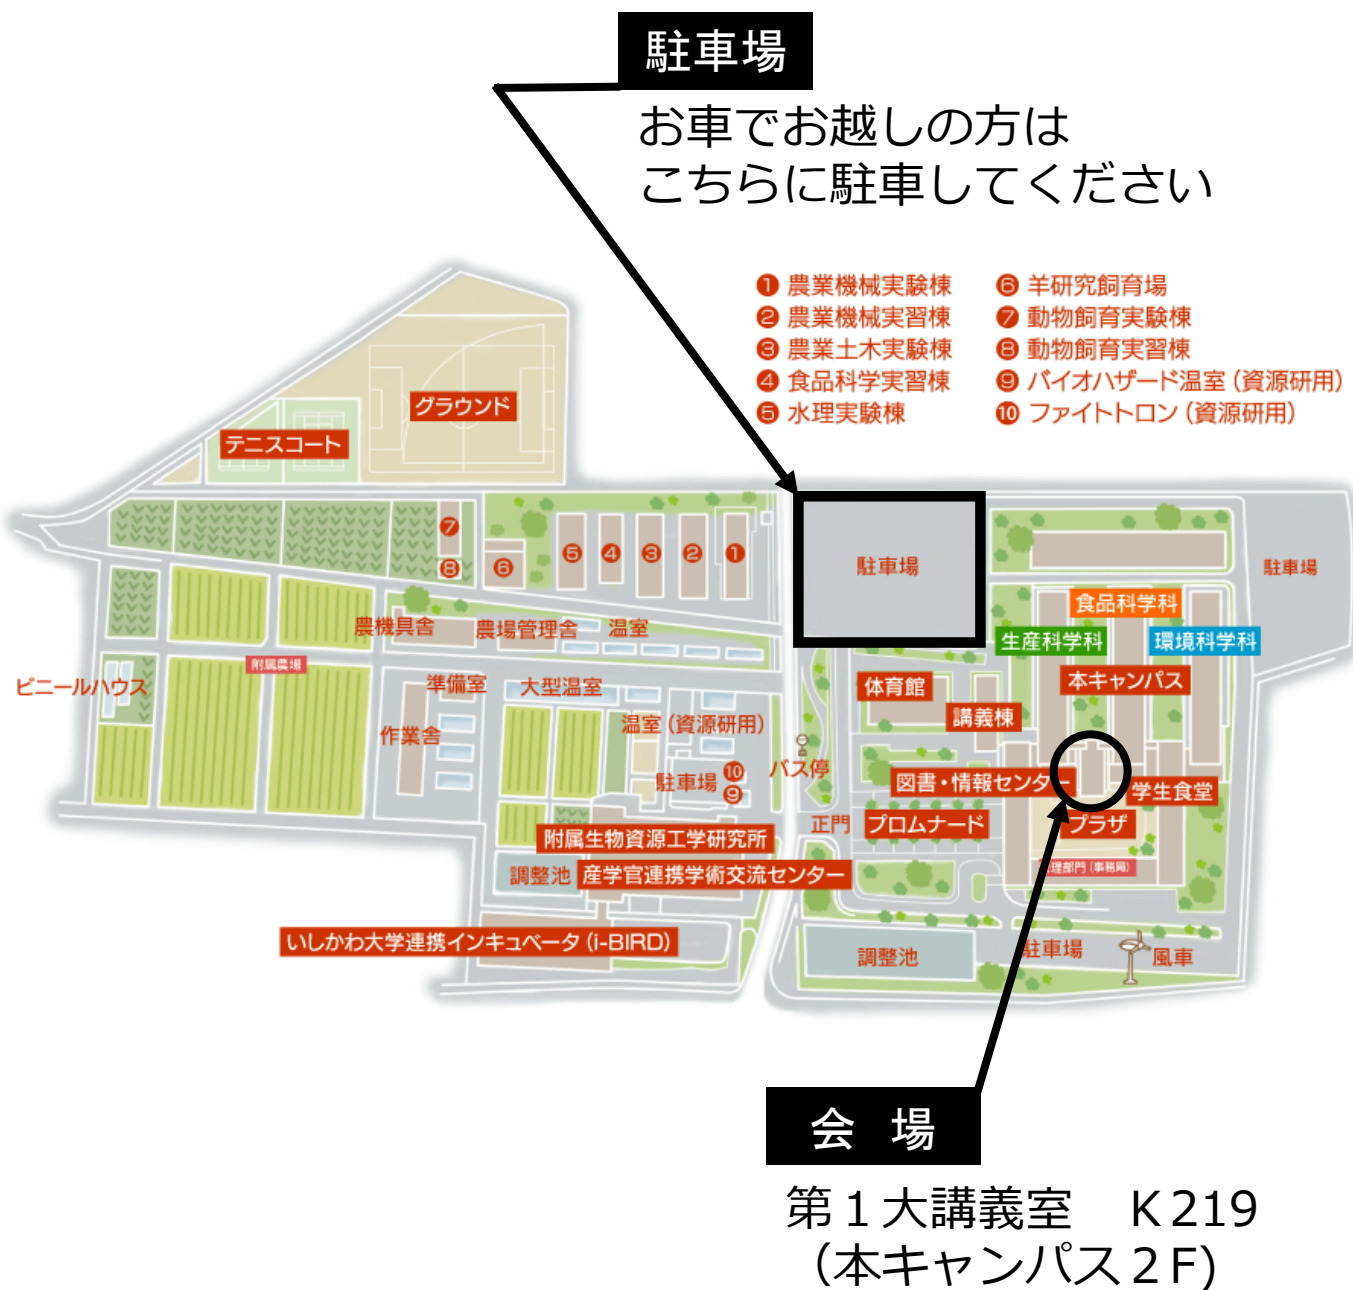 駐車場
お車でお越しの方は
こちらに駐車してください
❶ 農業機械実験棟
❷ 農業機械実習棟
❸ 農業土木実験棟
❹ 食品科学実習棟
❺ 水理実験棟
❻ 羊研究飼育場
❼ 動物飼育実験棟
❽ 動物飼育実習棟
❾ バイオハザード温室（資源研用）
❿ ファイトトロン（資源研用）
グラウンド
テニスコート
❼
❽
❻
❺
❹
❸
❷
❶
駐車場
駐車場
食品科学科
生産科学科
環境科学科
農機具舎
農場管理舎
温室
附属農場
ビニールハウス
準備室
大型温室
体育館
本キャンパス
講義棟
作業舎
温室（資源研用）
駐車場
❿
❾
バス停
図書・情報センター
学生食堂
正門
プロムナード
プラザ
附属生物資源工学研究所
調整池
産学官連携学術交流センター
理部門（事務局）
いしかわ大学連携インキュベータ（i-BIRD）
調整池
駐車場
風車
会 場
第１大講義室　Ｋ219
（本キャンパス２Ｆ)